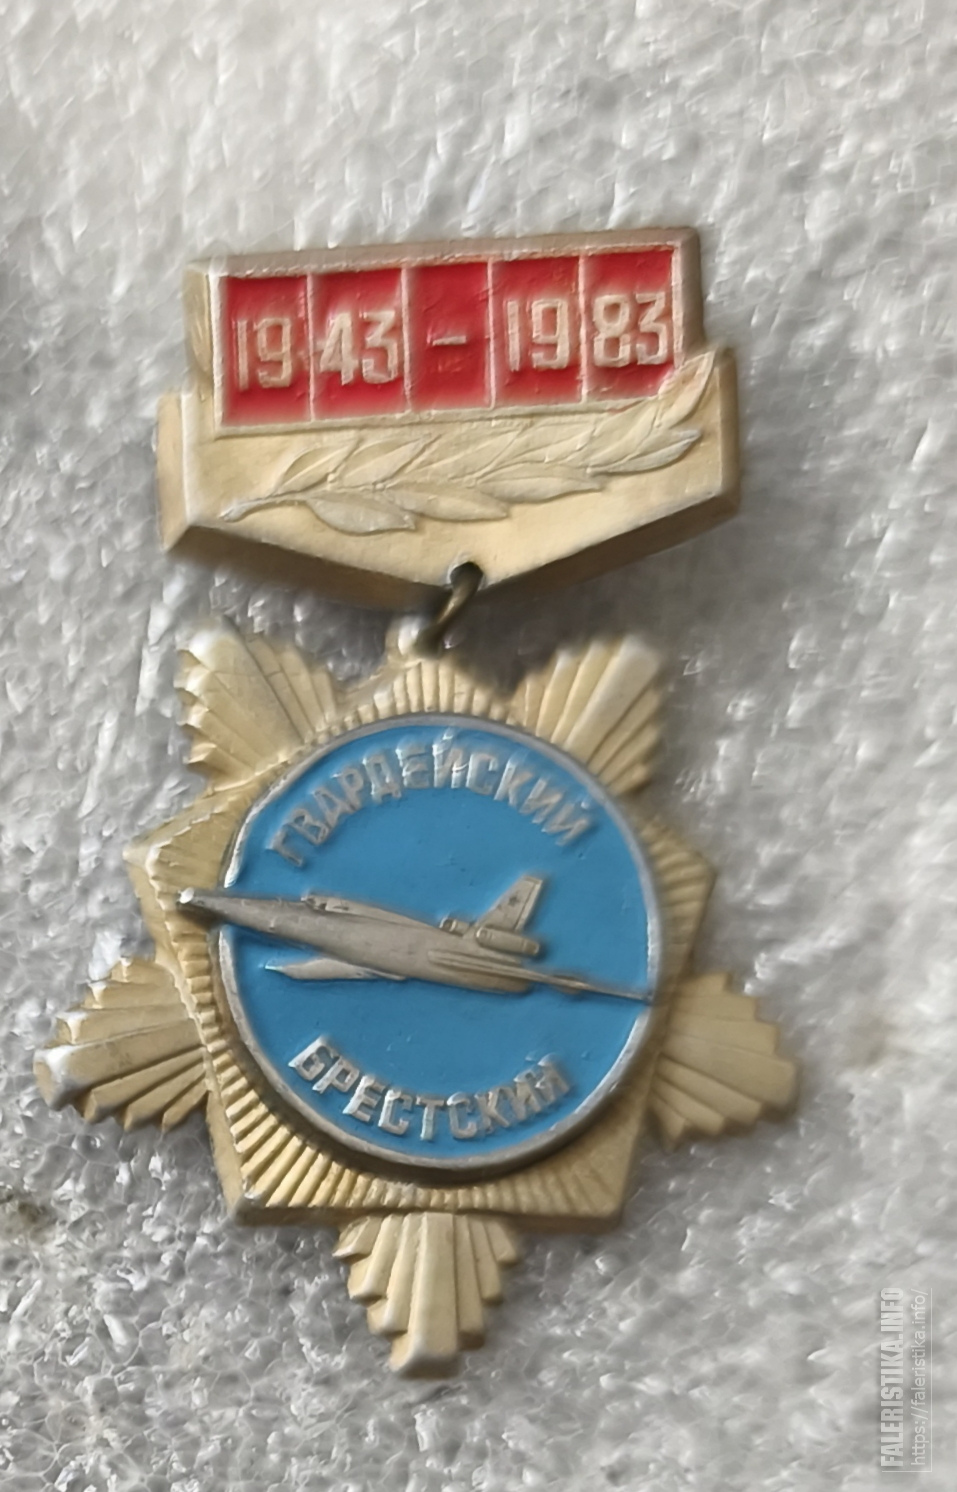 1943-1983
ГВАРДЕЙСКИЙ
БРЕСТСКИЙ
FALERISTIKA.INFO
https://faleristika.info/